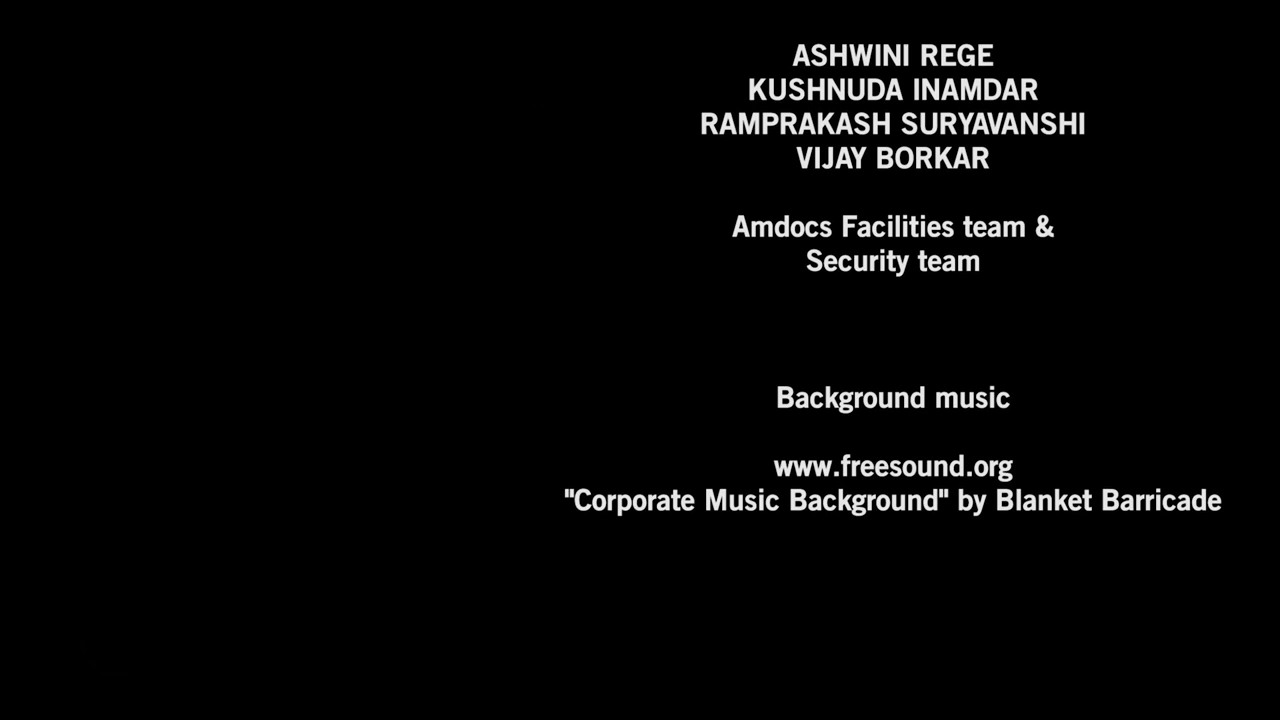 ASHWINI REGE
KUSHNUDA INAMDAR
RAMPRAKASH SURYAVANSHI
VIJAY BORKAR
Amdocs Facilities team &
Security team
Background music
www.freesound.org
"Corporate Music Background" by Blanket Barricade